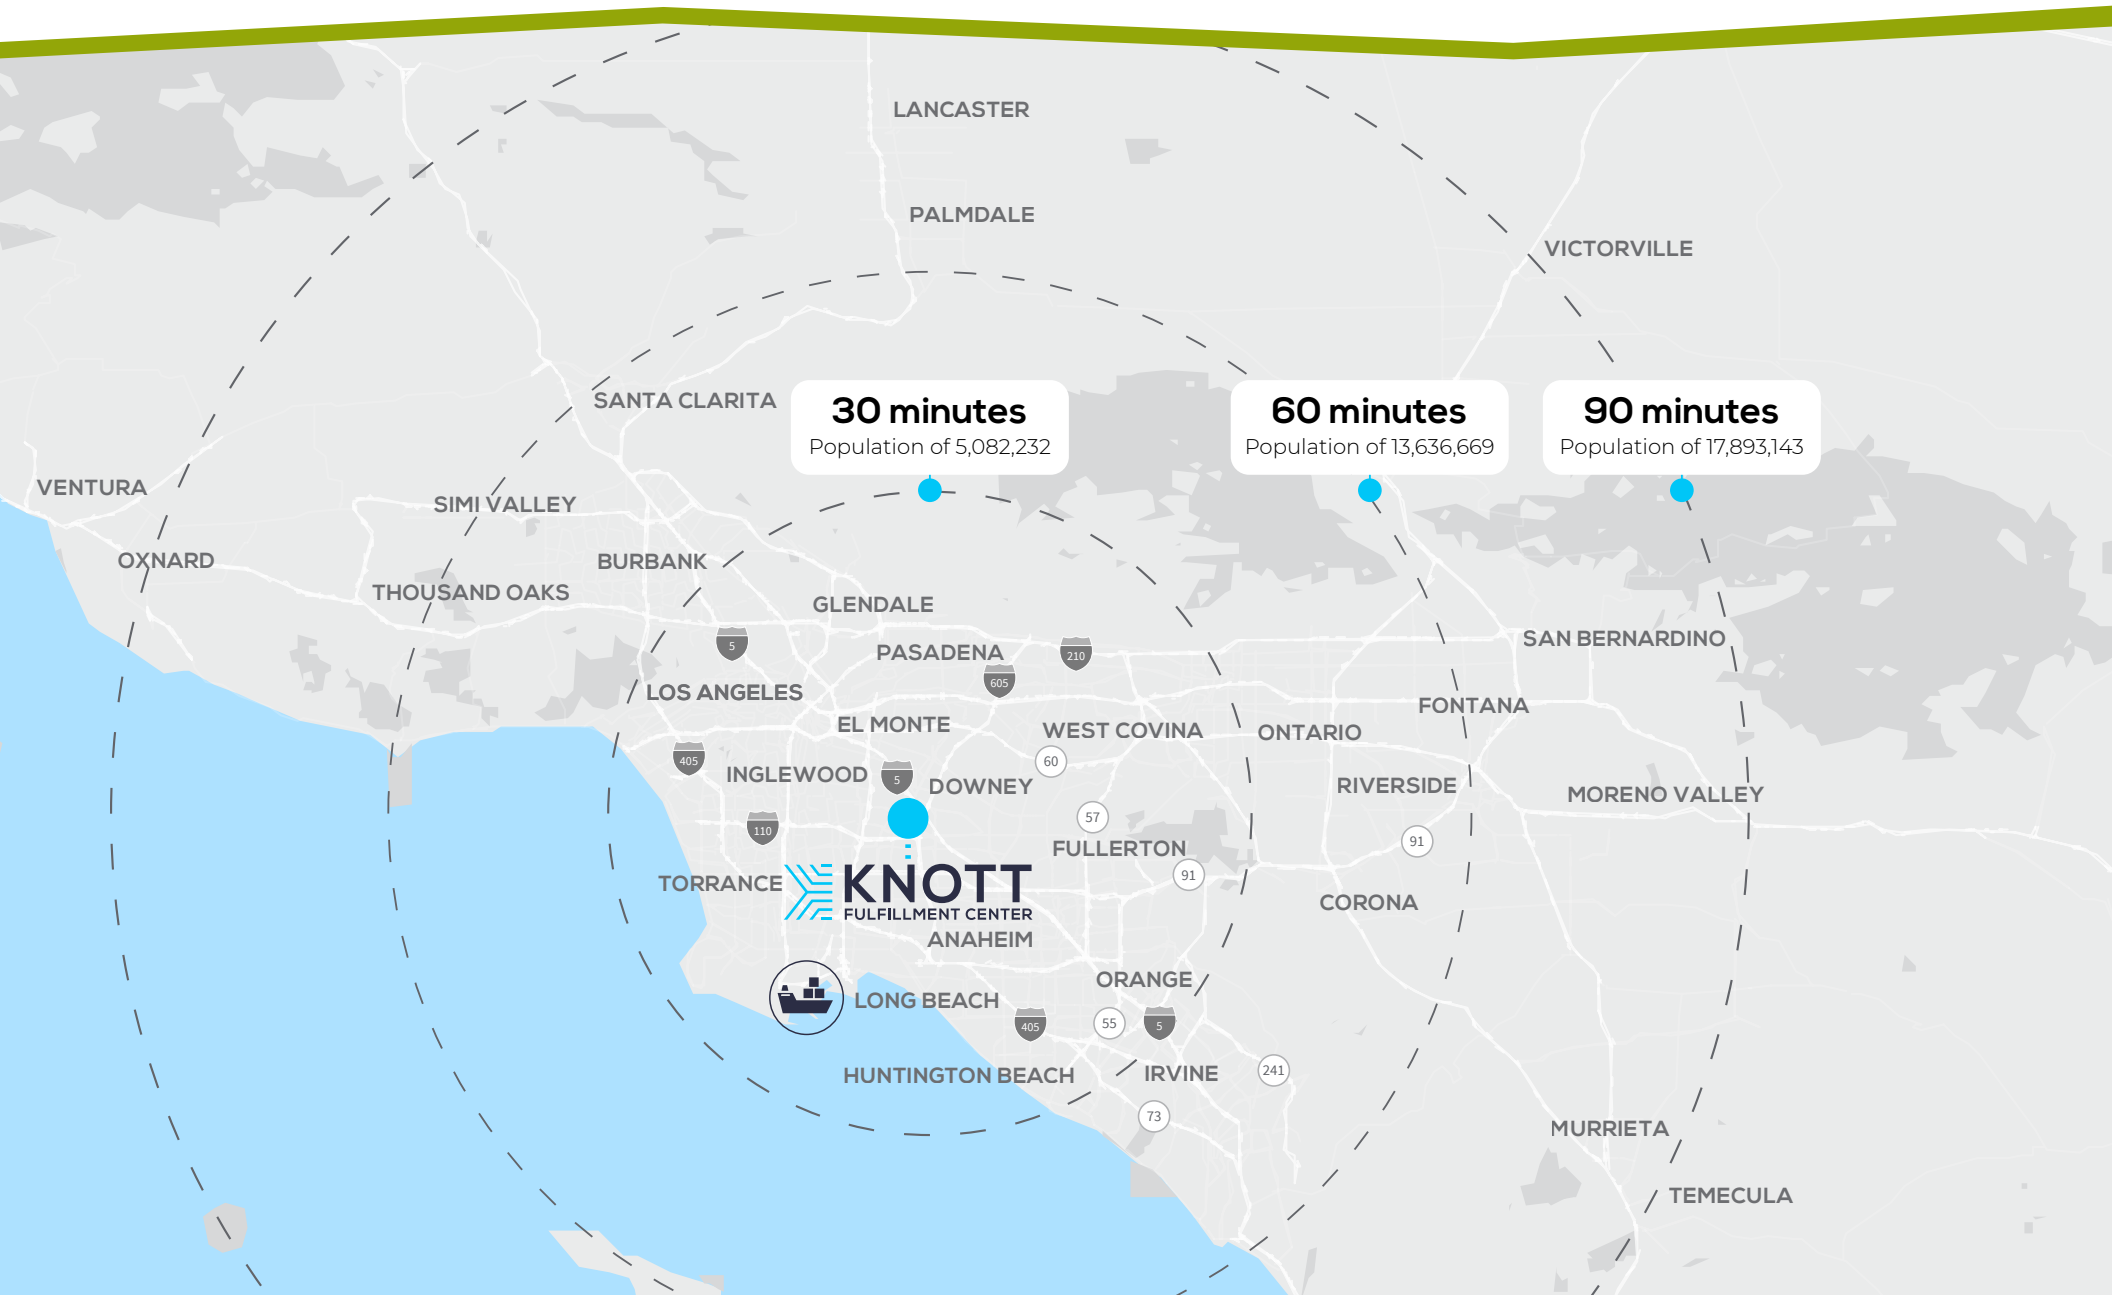 LANCASTER
PALMDALE
VICTORVILLE
SANTA CLARITA
30 minutes
Population of 5,082,232
60 minutes
Population of 13,636,669
90 minutes
Population of 17,893,143
VENTURA
SIMI VALLEY
OXNARD
BURBANK
THOUSAND OAKS
GLENDALE
5
PASADENA
210
SAN BERNARDINO
605
LOS ANGELES
FONTANA
EL MONTE
WEST COVINA
ONTARIO
405
60
INGLEWOOD
5
DOWNEY
RIVERSIDE
MORENO VALLEY
110
57
FULLERTON
91
91
TORRANCE
KNOTT
FULFILLMENT CENTER
CORONA
ANAHEIM
ORANGE
LONG BEACH
405
55
5
HUNTINGTON BEACH
IRVINE
241
73
MURRIETA
TEMECULA